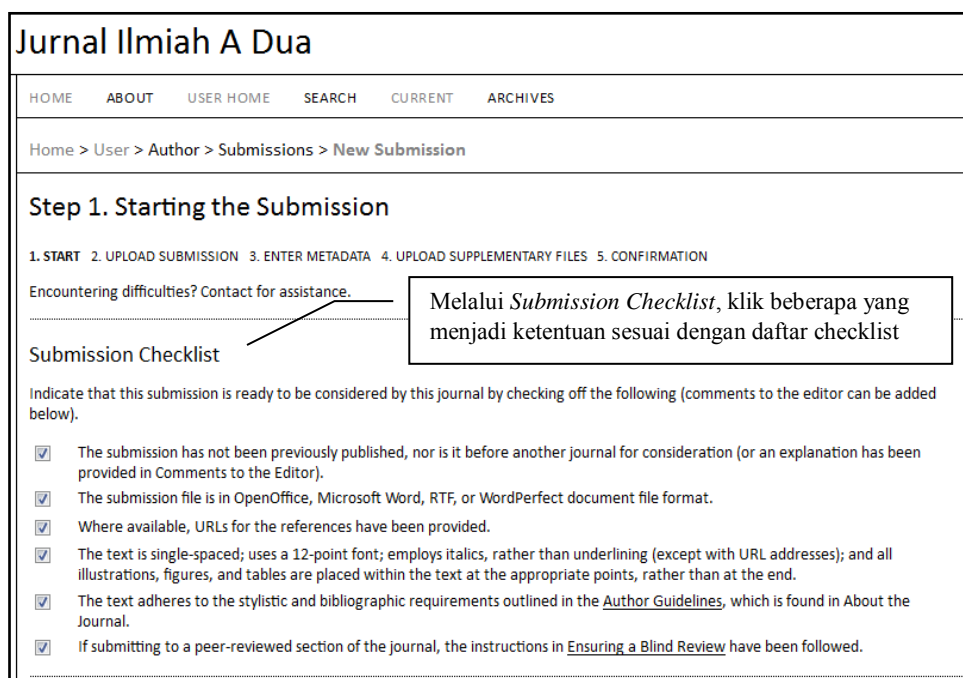 Jurnal Ilmiah A Dua
HOME ABOUT USER HOME SEARCH CURRENT ARCHIVES
Home > User > Author > Submissions > New Submission
Step 1. Starting the Submission
1. START 2. UPLOAD SUBMISSION 3. ENTER METADATA 4. UPLOAD SUPPLEMENTARY FILES 5. CONFIRMATION
Encountering difficulties? Contact for assistance.
Melalui Submission Checklist, klik beberapa yang
menjadi ketentuan sesuai dengan daftar checklist
Submission Checklist
Indicate that this submission is ready to be considered by this journal by checking off the following (comments to the editor can be added
below).
The submission has not been previously published, nor is it before another journal for consideration (or an explanation has been
provided in Comments to the Editor).
The submission file is in OpenOffice, Microsoft Word, RTF, or WordPerfect document file format.
Where available, URLs for the references have been provided.
The text is single-spaced; uses a 12-point font; employs italics, rather than underlining (except with URL addresses); and all
illustrations, figures, and tables are placed within the text at the appropriate points, rather than at the end.
The text adheres to the stylistic and bibliographic requirements outlined in the Author Guidelines, which is found in About the
Journal.
If submitting to a peer-reviewed section of the journal, the instructions in Ensuring a Blind Review have been followed.